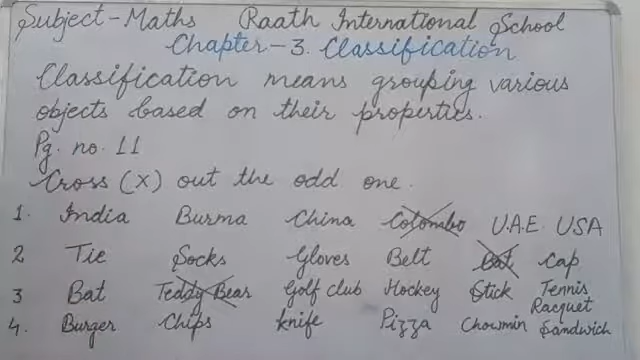 Subject-Maths Raath International School
Chapter-3. Classification
Classification means grouping various
objects based on their properties.
Pg. no. 11
Cross (X) out the odd one.
1. India Burma China Colombo U.A.E. USA
2 Tie Socks Gloves Belt Cap
3 Bat Teddy Bear Golf club Hockey Stick Tennis Racquet
4. Burger Chips Knife Pizza Chowmin Sandwich